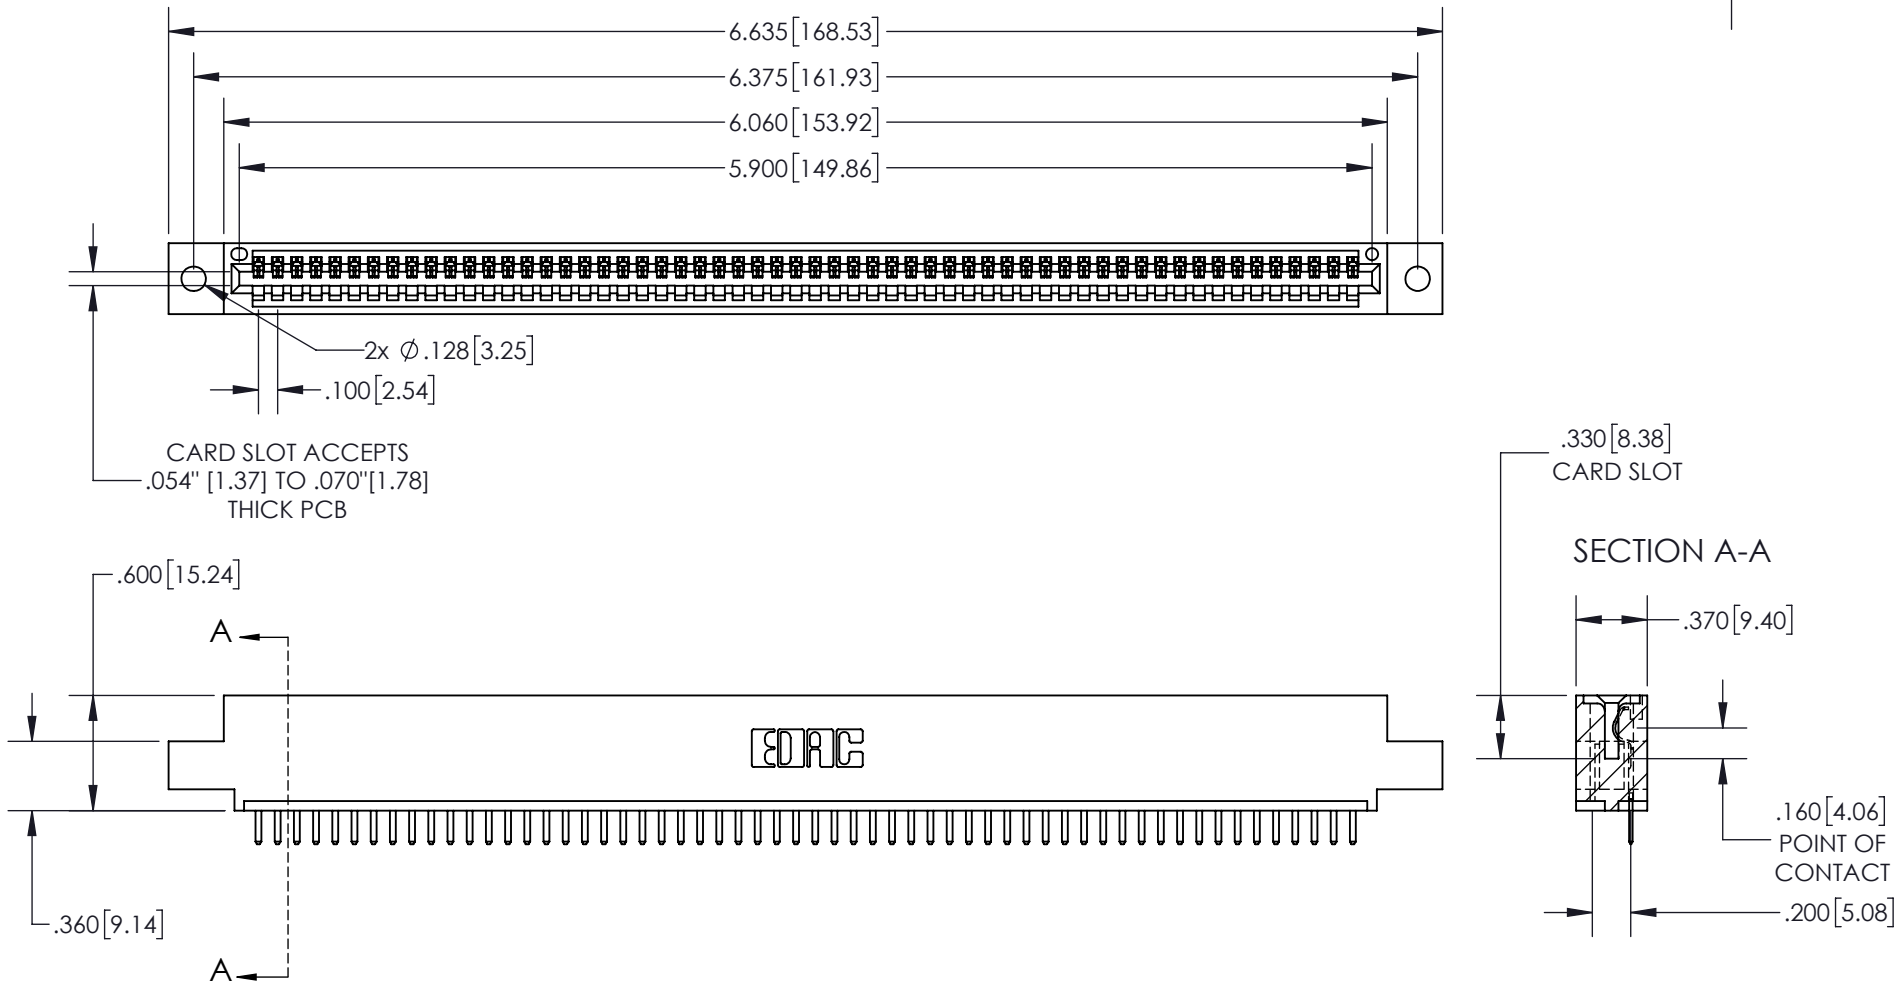 6.635[168.53]
6.375[161.93]
6.060[153.92]
5.900[149.86]
2x Ø.128[3.25]
.100[2.54]
CARD SLOT ACCEPTS
.054" [1.37] TO .070"[1.78]
THICK PCB
.330[8.38]
CARD SLOT
SECTION A-A
.600[15.24]
.370[9.40]
A
EDAC
.160[4.06]
POINT OF
CONTACT
.360[9.14]
.200[5.08]
A